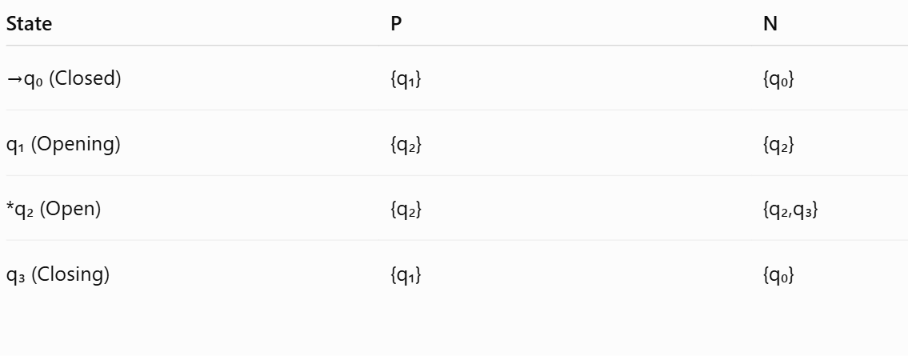 State P N
→q₀ (Closed) {q₁} {q₀}
q₁ (Opening) {q₂} {q₂}
*q₂ (Open) {q₂} {q₂,q₃}
q₃ (Closing) {q₁} {q₀}